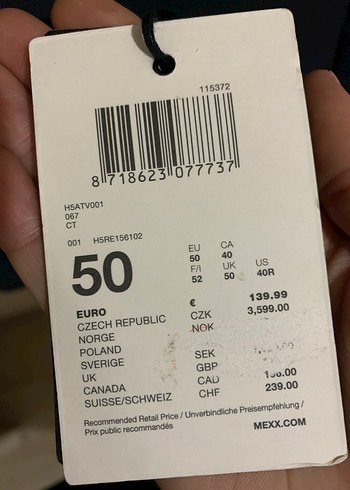 115372
8 718623 077737
H5ATV001
067
CT
001 H5RE156102
50
EU CA
50 40
F/I UK US
52 50 40R
EURO € 139.99
CZECH REPUBLIC CZK 3,599.00
NORGE NOK
POLAND
SVERIGE SEK
UK GBP
CANADA CAD
SUISSE/SCHWEIZ CHF 239.00
Recommended Retail Price / Unverbindliche Preisempfehlung /
Prix public recommandés
MEXX.COM